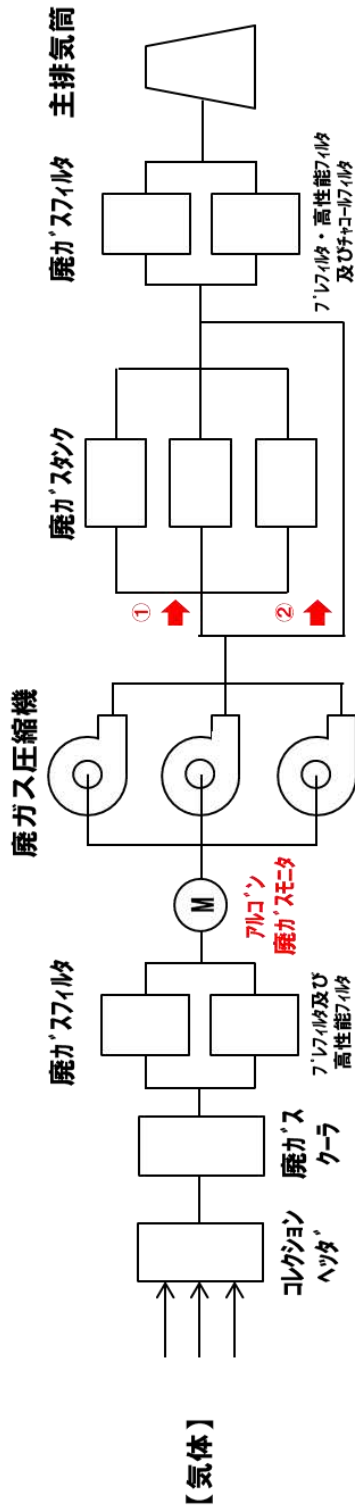 【気体】
コレクション
ヘッダ
廃ガス
クーラ
廃ガスフィルタ
プレフィルタ及び
高性能フィルタ
M
アルゴン
廃ガスモニタ
廃ガス圧縮機
①
②
廃ガスタンク
廃ガスフィルタ
プレフィルタ・高性能フィルタ
及びチャコールフィルタ
主排気筒